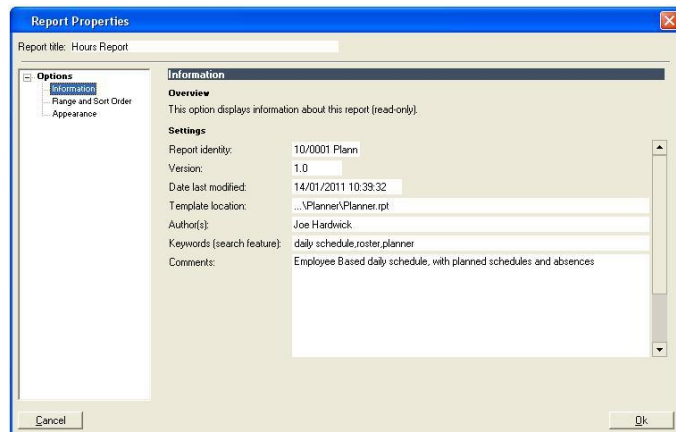 Report Properties
Report title: Hours Report
Options
Information
Range and Sort Order
Appearance
Information
Overview
This option displays information about this report (read-only).
Settings
Report identity: 10/0001 Plann
Version: 1.0
Date last modified: 14/01/2011 10:39:32
Template location: ...\Planner\Planner.rpt
Author(s): Joe Hardwick
Keywords (search feature): daily schedule,roster,planner
Comments: Employee Based daily schedule, with planned schedules and absences
Cancel
Ok